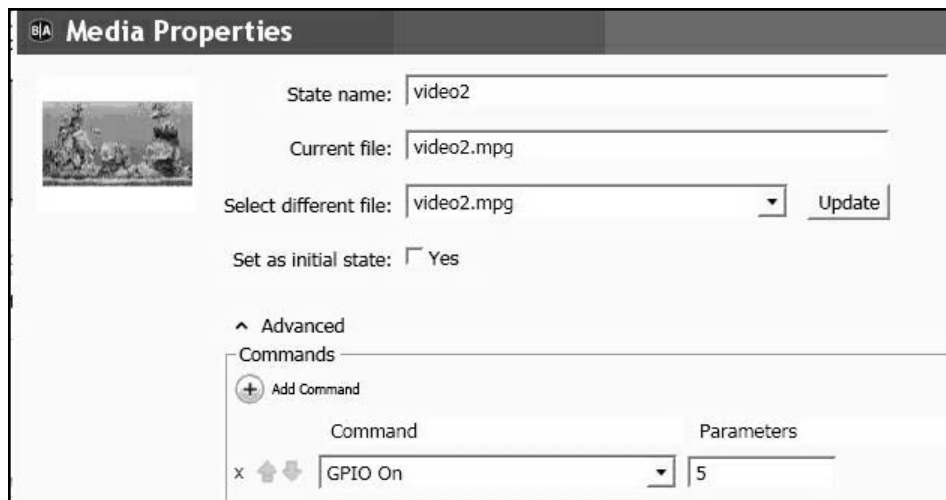 B|A Media Properties
State name: video2
Current file: video2.mpg
Select different file: video2.mpg Update
Set as initial state: Yes
Advanced
Commands
Add Command
Command Parameters
x GPIO On 5